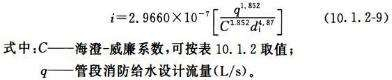 i=2.9660×10⁻⁷[q^1.852/(C^1.852 d_i^4.87)] (10.1.2-9)
式中:C——海澄-威廉系数,可按表 10.1.2 取值;
q——管段消防给水设计流量(L/s)。